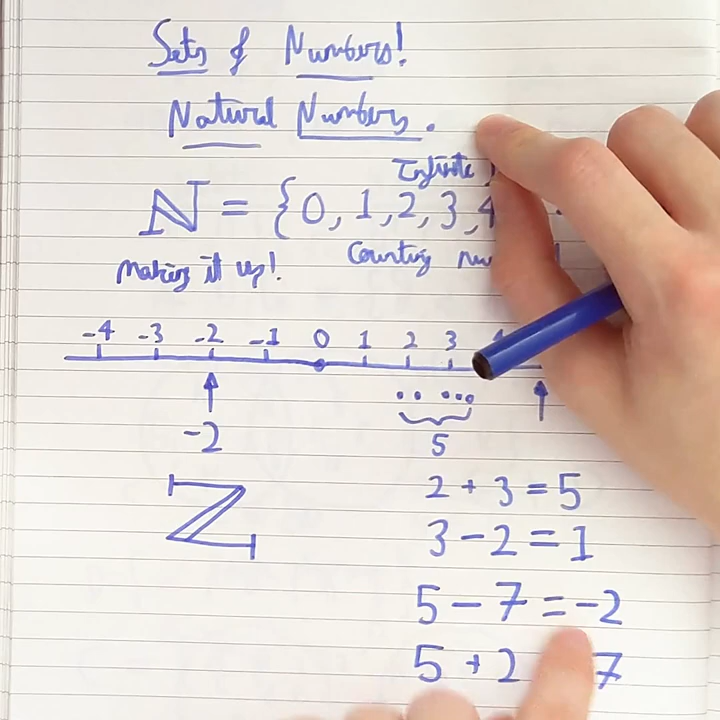 Sets of Numbers!
Natural Numbers.
Infinite
ℕ = {0, 1, 2, 3, 4
Making it up! Counting
-4 -3 -2 -1 0 1 2 3
-2 5
ℤ
2 + 3 = 5
3 - 2 = 1
5 - 7 = -2
5 + 2 7